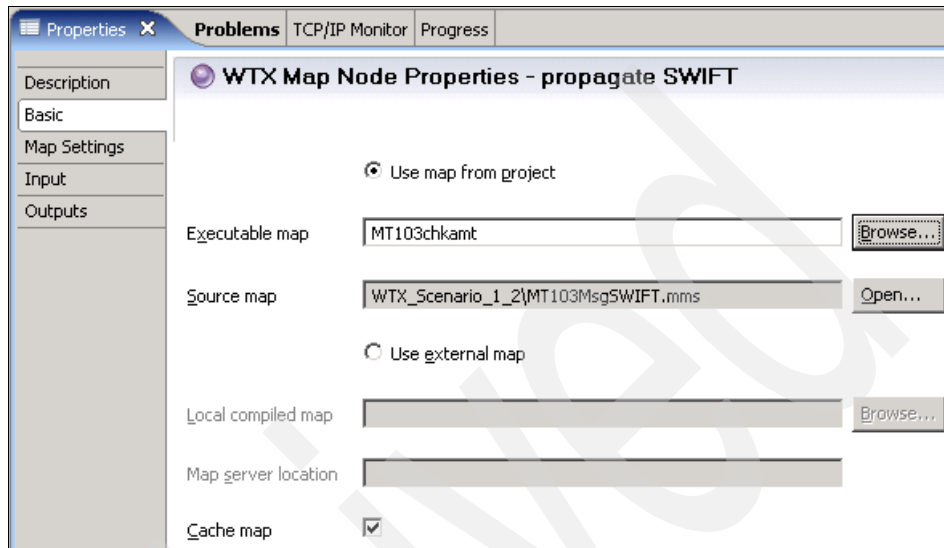 Properties Problems TCP/IP Monitor Progress
WTX Map Node Properties - propagate SWIFT
Description
Basic
Map Settings
Input
Outputs
Use map from project
Executable map MT103chkamt Browse...
Source map WTX_Scenario_1_2\MT103MsgSWIFT.mms Open...
Use external map
Local compiled map Browse...
Map server location
Cache map